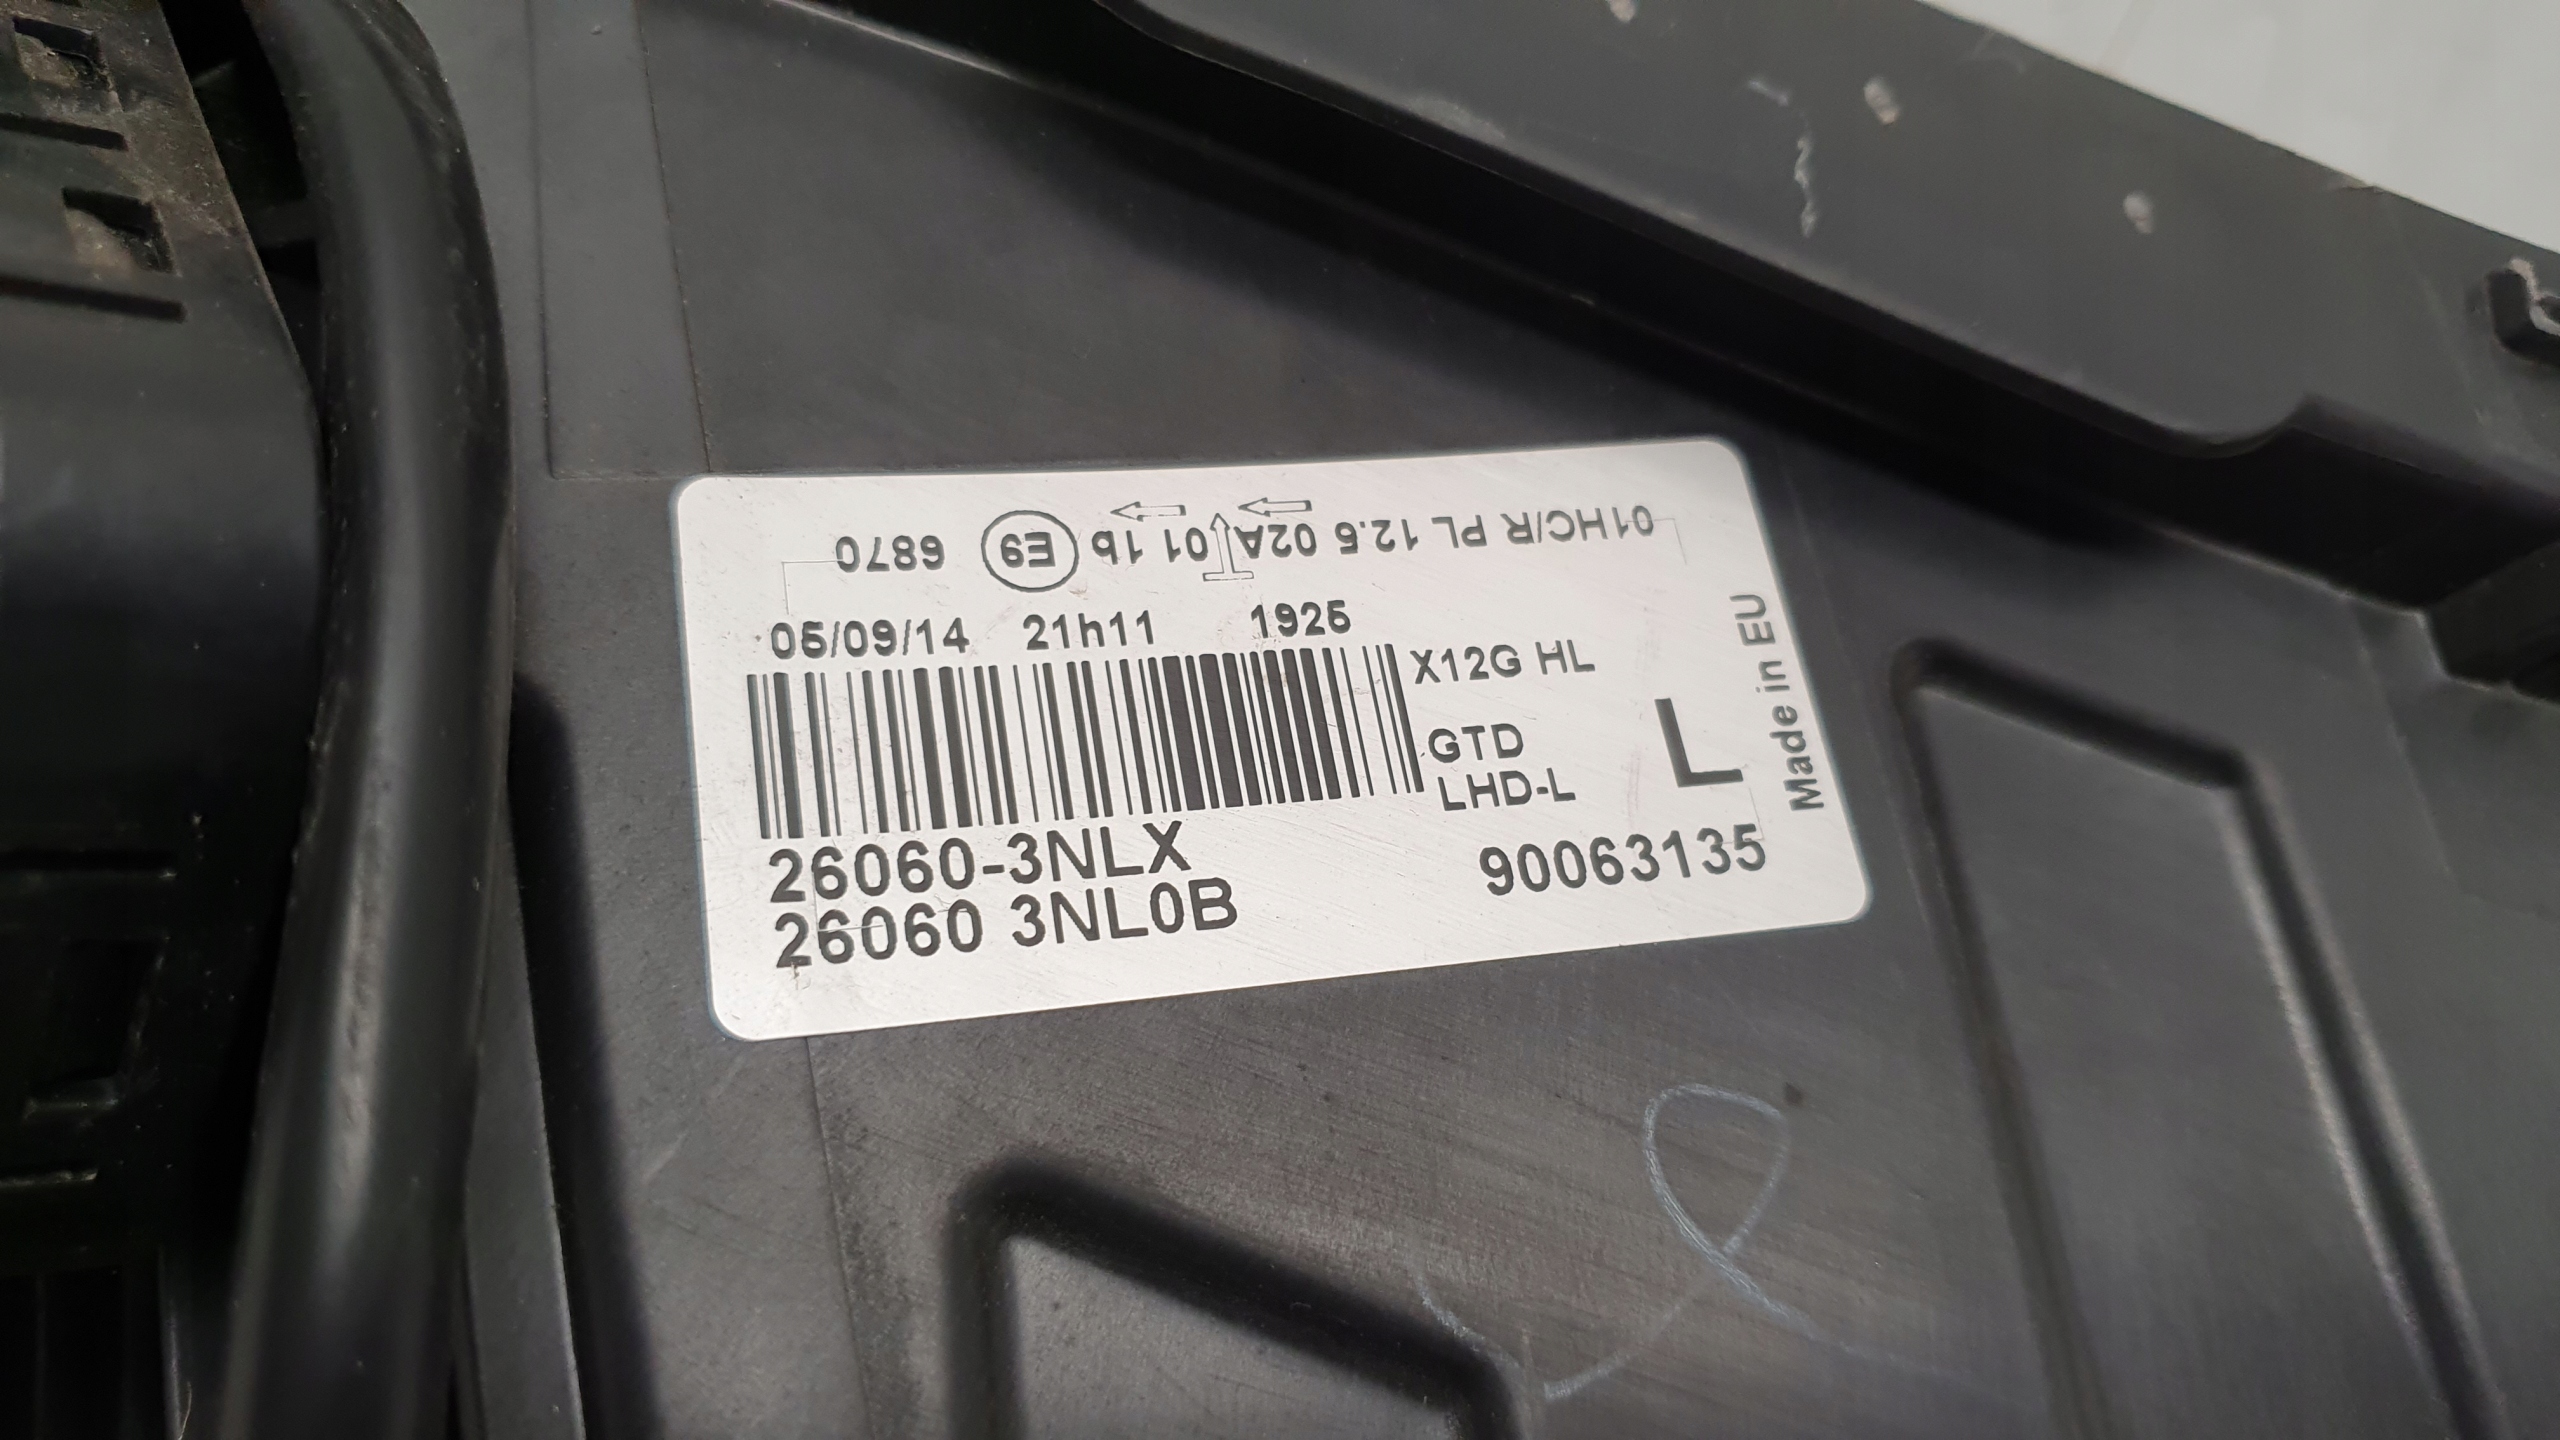 01HC/R PL 12.5 02A 01 1b E9 6870
05/09/14 21h11 1925
X12G HL
GTD
LHD-L
L
Made in EU
26060-3NLX
26060 3NL0B
90063135